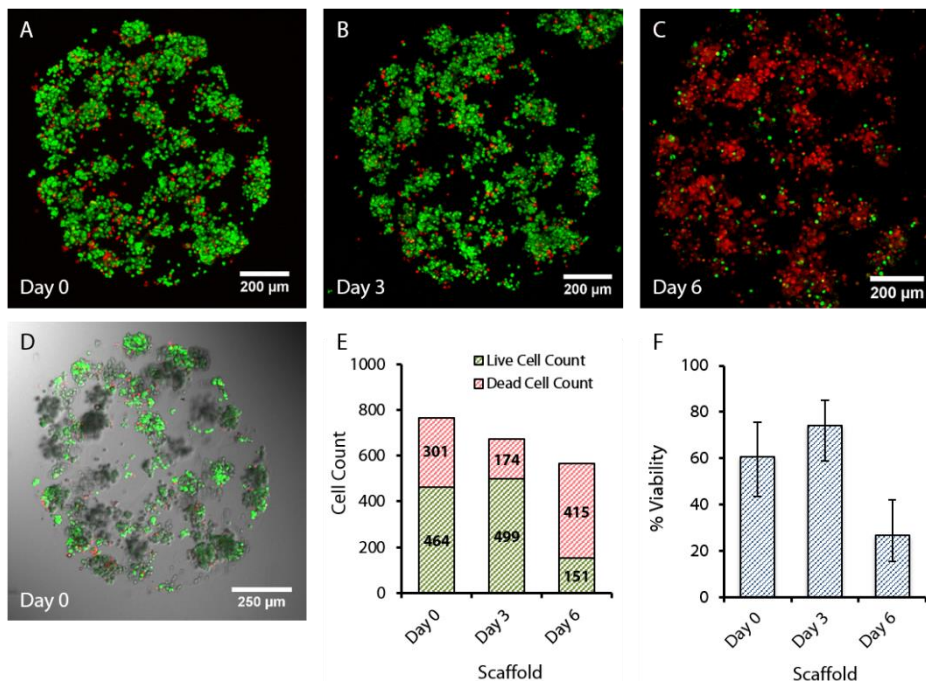 A
Day 0
200 µm
B
Day 3
200 µm
C
Day 6
200 µm
D
Day 0
250 µm
E
1000
800
600
400
200
0
Cell Count
Live Cell Count
Dead Cell Count
301
464
174
499
415
151
Day 0
Day 3
Day 6
Scaffold
F
100
80
60
40
20
0
% Viability
Day 0
Day 3
Day 6
Scaffold